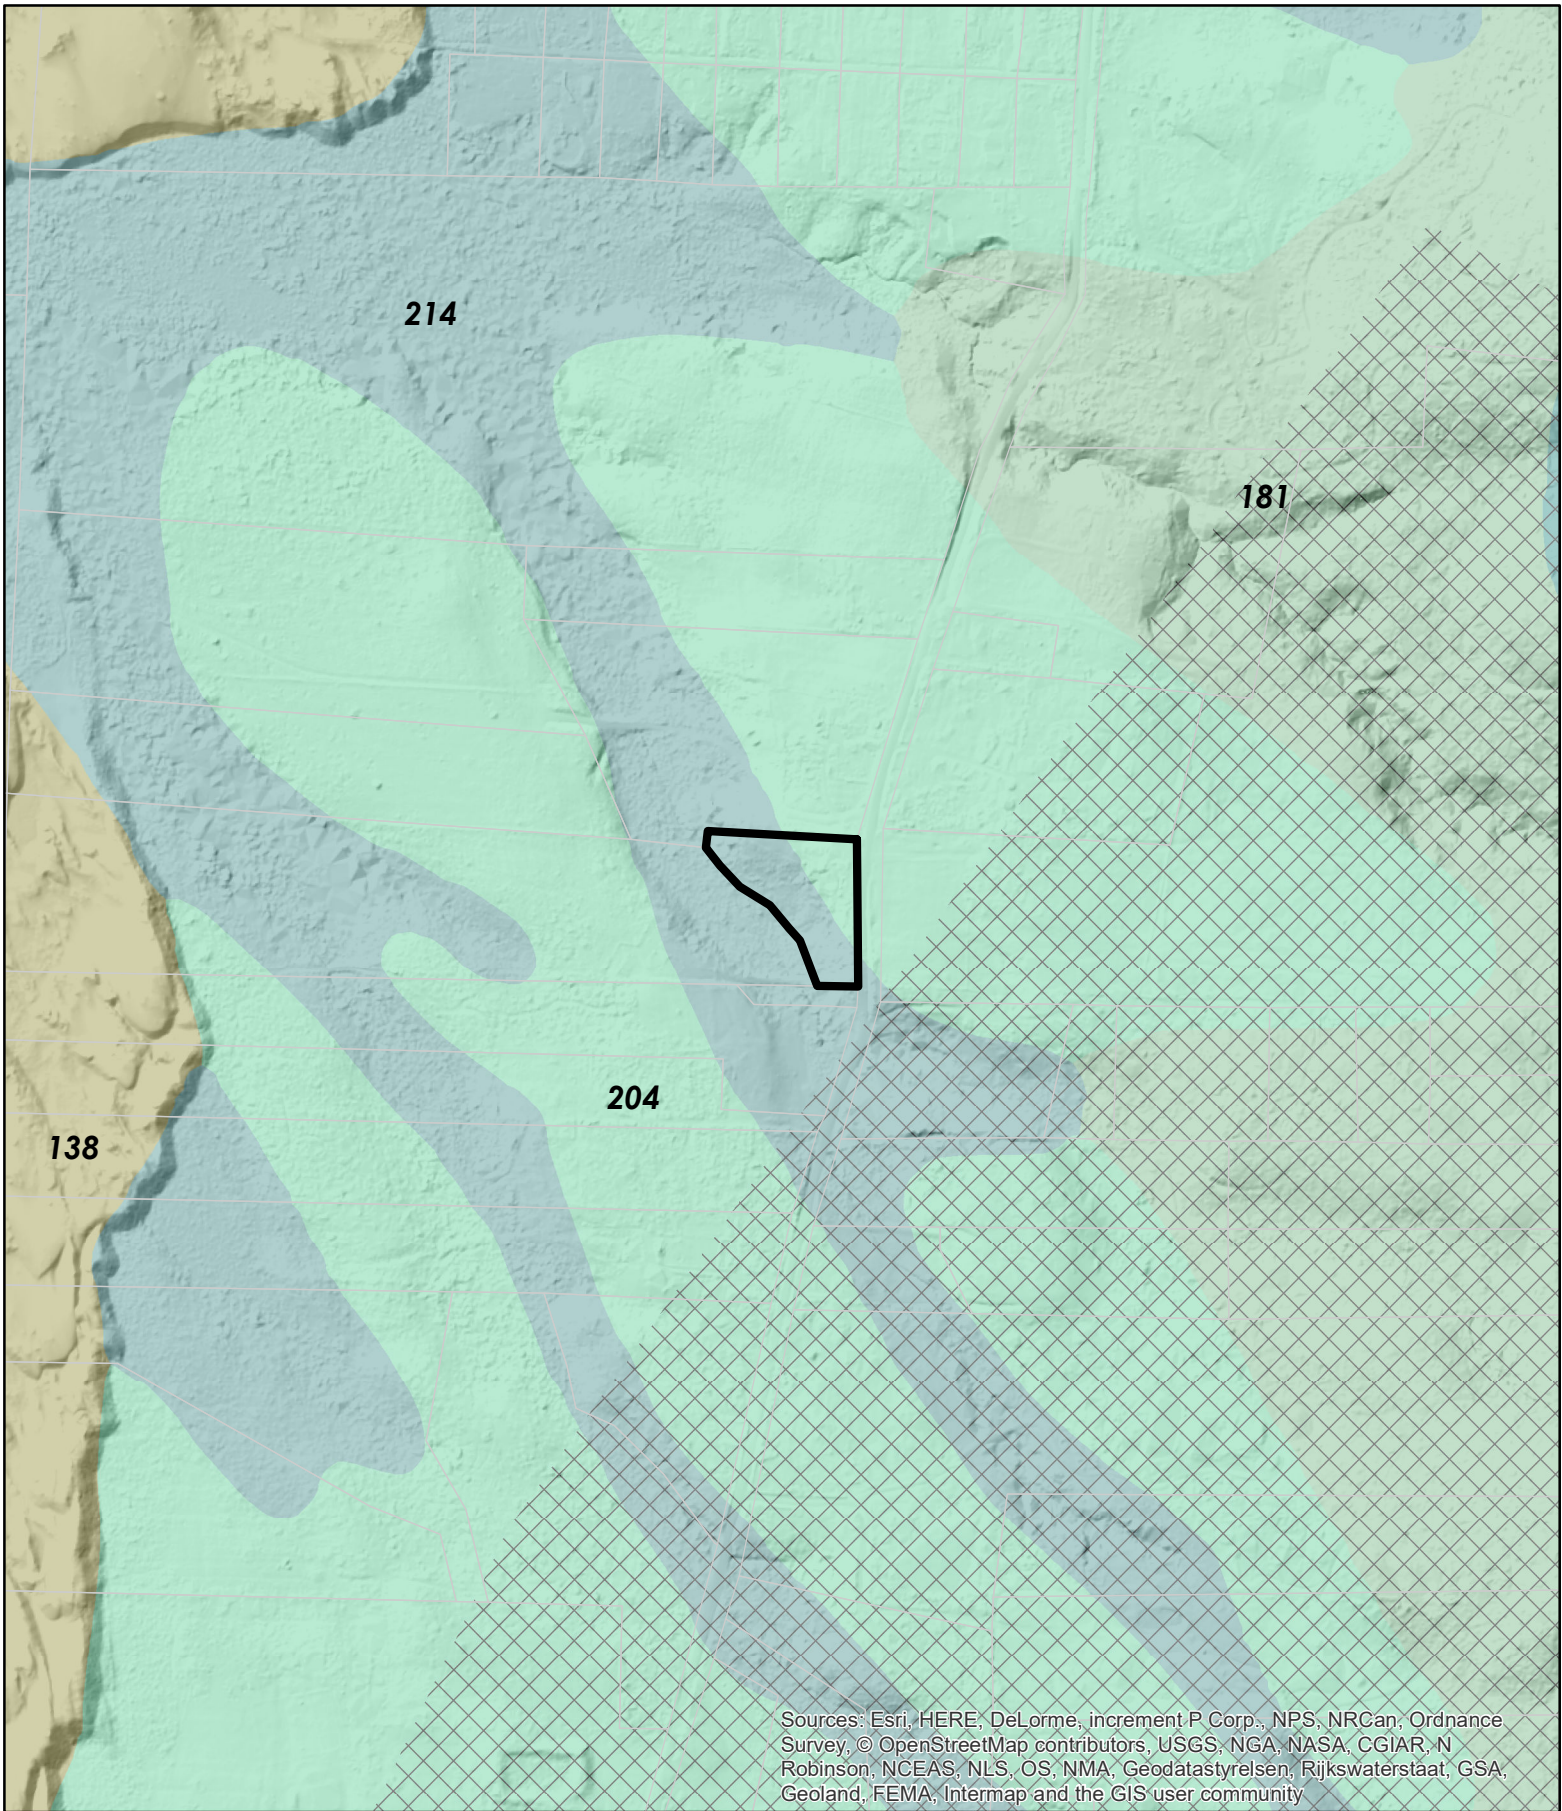 214
181
204
138
Sources: Esri, HERE, DeLorme, increment P Corp., NPS, NRCan, Ordnance
Survey, © OpenStreetMap contributors, USGS, NGA, NASA, CGIAR, N
Robinson, NCEAS, NLS, OS, NMA, Geodatastyrelsen, Rijkswaterstaat, GSA,
Geoland, FEMA, Intermap and the GIS user community